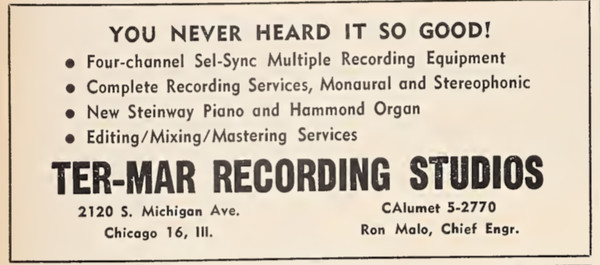 YOU NEVER HEARD IT SO GOOD!
● Four-channel Sel-Sync Multiple Recording Equipment
● Complete Recording Services, Monaural and Stereophonic
● New Steinway Piano and Hammond Organ
● Editing/Mixing/Mastering Services
TER-MAR RECORDING STUDIOS
2120 S. Michigan Ave.
Chicago 16, Ill.
CAlumet 5-2770
Ron Malo, Chief Engr.